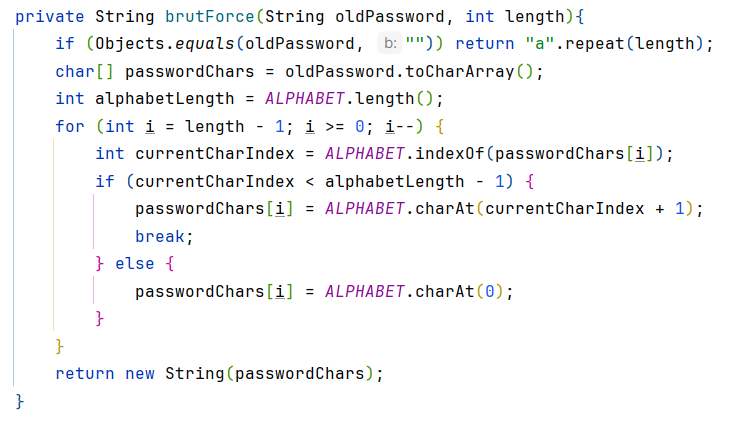 private String brutForce(String oldPassword, int length){
    if (Objects.equals(oldPassword, b: "")) return "a".repeat(length);
    char[] passwordChars = oldPassword.toCharArray();
    int alphabetLength = ALPHABET.length();
    for (int i = length - 1; i >= 0; i--) {
        int currentCharIndex = ALPHABET.indexOf(passwordChars[i]);
        if (currentCharIndex < alphabetLength - 1) {
            passwordChars[i] = ALPHABET.charAt(currentCharIndex + 1);
            break;
        } else {
            passwordChars[i] = ALPHABET.charAt(0);
        }
    }
    return new String(passwordChars);
}